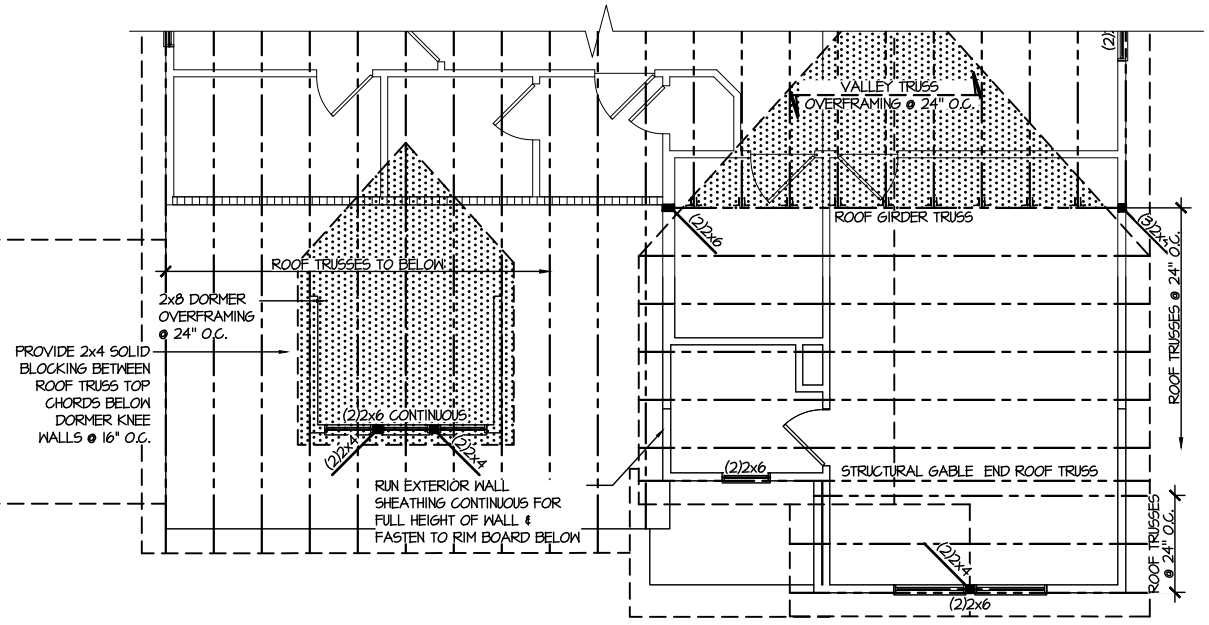 (2)2
VALLEY TRUSS
OVERFRAMING @ 24" O.C.
ROOF GIRDER TRUSS
(2)2x6
(3)2x
ROOF TRUSSES @ 24" O.C.
ROOF TRUSSES TO BELOW
2x8 DORMER
OVERFRAMING
@ 24" O.C.
PROVIDE 2x4 SOLID
BLOCKING BETWEEN
ROOF TRUSS TOP
CHORDS BELOW
DORMER KNEE
WALLS @ 16" O.C.
(2)2x6 CONTINUOUS
(2)2x4
(2)2x4
RUN EXTERIOR WALL
SHEATHING CONTINUOUS FOR
FULL HEIGHT OF WALL &
FASTEN TO RIM BOARD BELOW
(2)2x6
STRUCTURAL GABLE END ROOF TRUSS
ROOF TRUSSES
@ 24" O.C.
(2)2x4
(2)2x6